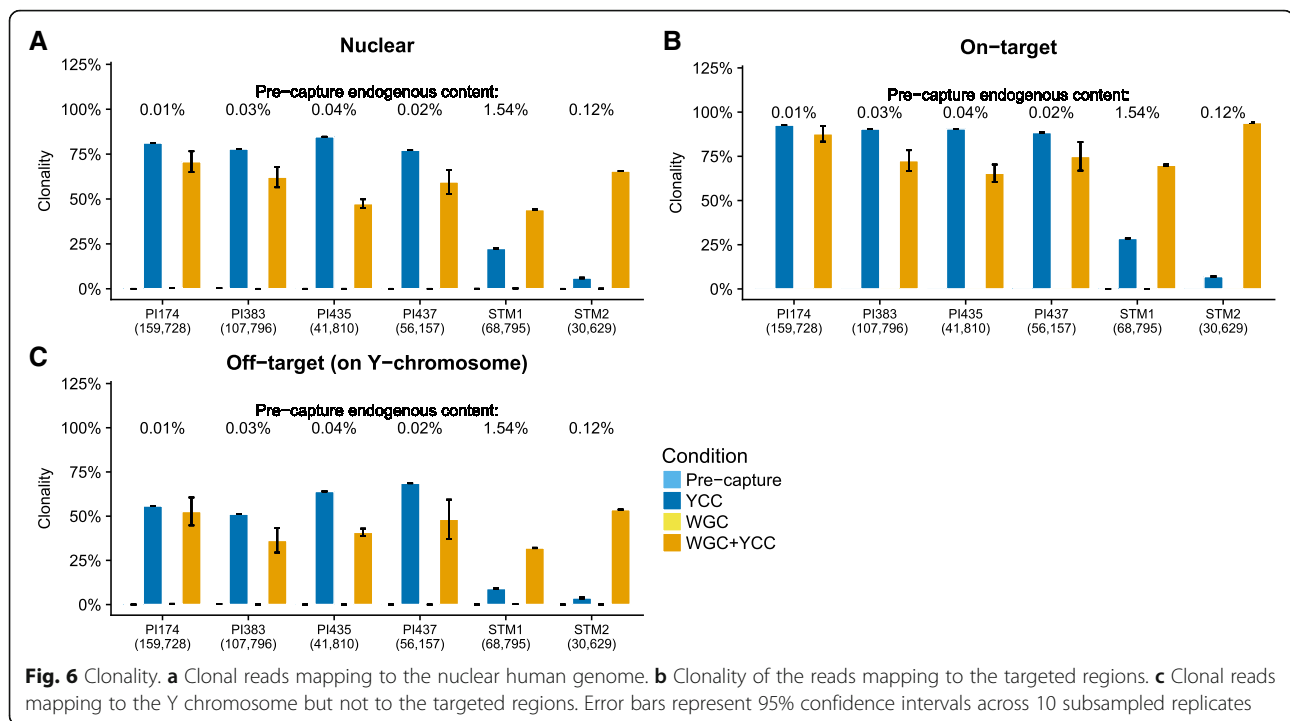 A
Nuclear
125%
100%
75%
50%
25%
0%
Clonality
Pre-capture endogenous content:
0.01% 0.03% 0.04% 0.02% 1.54% 0.12%
PI174 PI383 PI435 PI437 STM1 STM2
(159,728) (107,796) (41,810) (56,157) (68,795) (30,629)
B
On-target
125%
100%
75%
50%
25%
0%
Clonality
Pre-capture endogenous content:
0.01% 0.03% 0.04% 0.02% 1.54% 0.12%
PI174 PI383 PI435 PI437 STM1 STM2
(159,728) (107,796) (41,810) (56,157) (68,795) (30,629)
C
Off-target (on Y-chromosome)
125%
100%
75%
50%
25%
0%
Clonality
Pre-capture endogenous content:
0.01% 0.03% 0.04% 0.02% 1.54% 0.12%
PI174 PI383 PI435 PI437 STM1 STM2
(159,728) (107,796) (41,810) (56,157) (68,795) (30,629)
Condition
Pre-capture
YCC
WGC
WGC+YCC
Fig. 6 Clonality. a Clonal reads mapping to the nuclear human genome. b Clonality of the reads mapping to the targeted regions. c Clonal reads
mapping to the Y chromosome but not to the targeted regions. Error bars represent 95% confidence intervals across 10 subsampled replicates